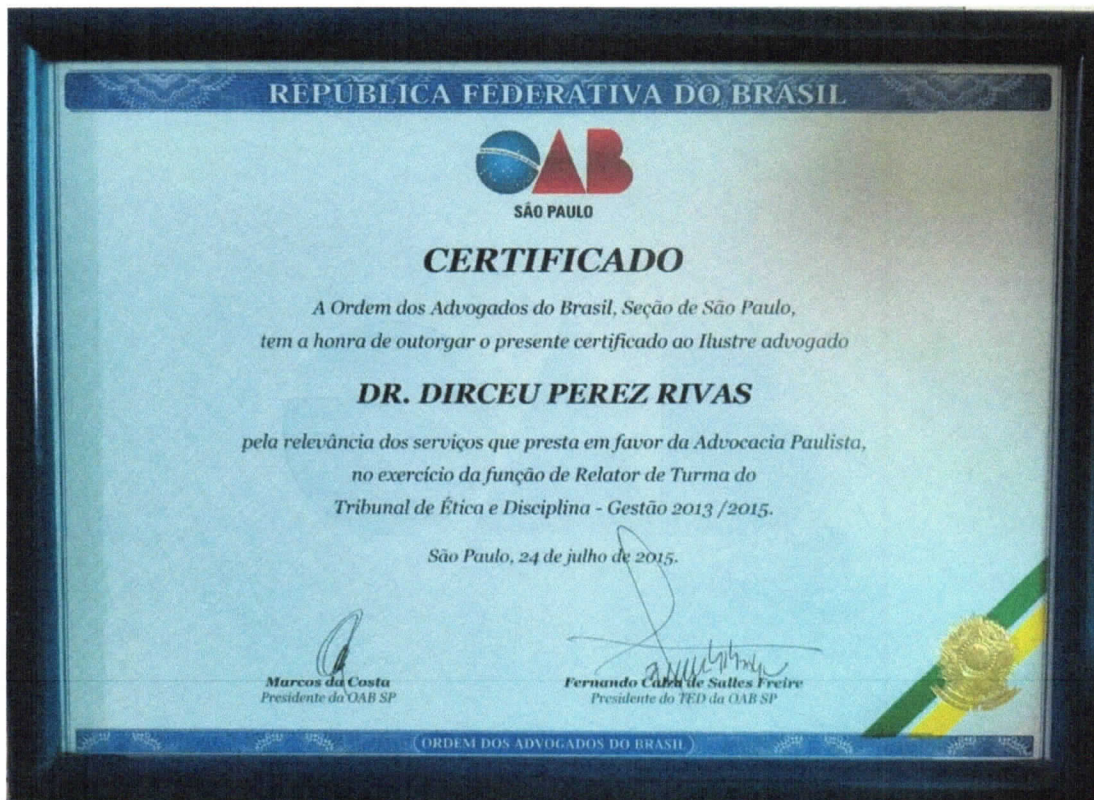 REPÚBLICA FEDERATIVA DO BRASIL
OAB
SÃO PAULO
CERTIFICADO
A Ordem dos Advogados do Brasil, Seção de São Paulo,
tem a honra de outorgar o presente certificado ao Ilustre advogado
DR. DIRCEU PEREZ RIVAS
pela relevância dos serviços que presta em favor da Advocacia Paulista,
no exercício da função de Relator de Turma do
Tribunal de Ética e Disciplina - Gestão 2013 /2015.
São Paulo, 24 de julho de 2015.
Marcos da Costa
Presidente da OAB SP
Fernando Calza de Salles Freire
Presidente do TED da OAB SP
ORDEM DOS ADVOGADOS DO BRASIL